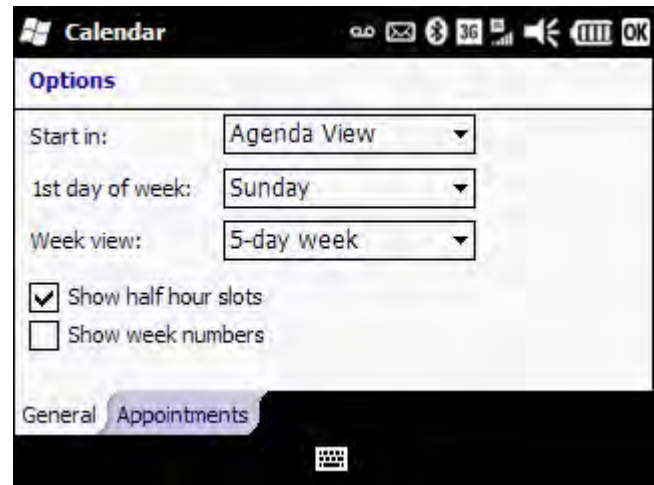 Calendar 3G OK
Options
Start in: Agenda View
1st day of week: Sunday
Week view: 5-day week
Show half hour slots
Show week numbers
General Appointments